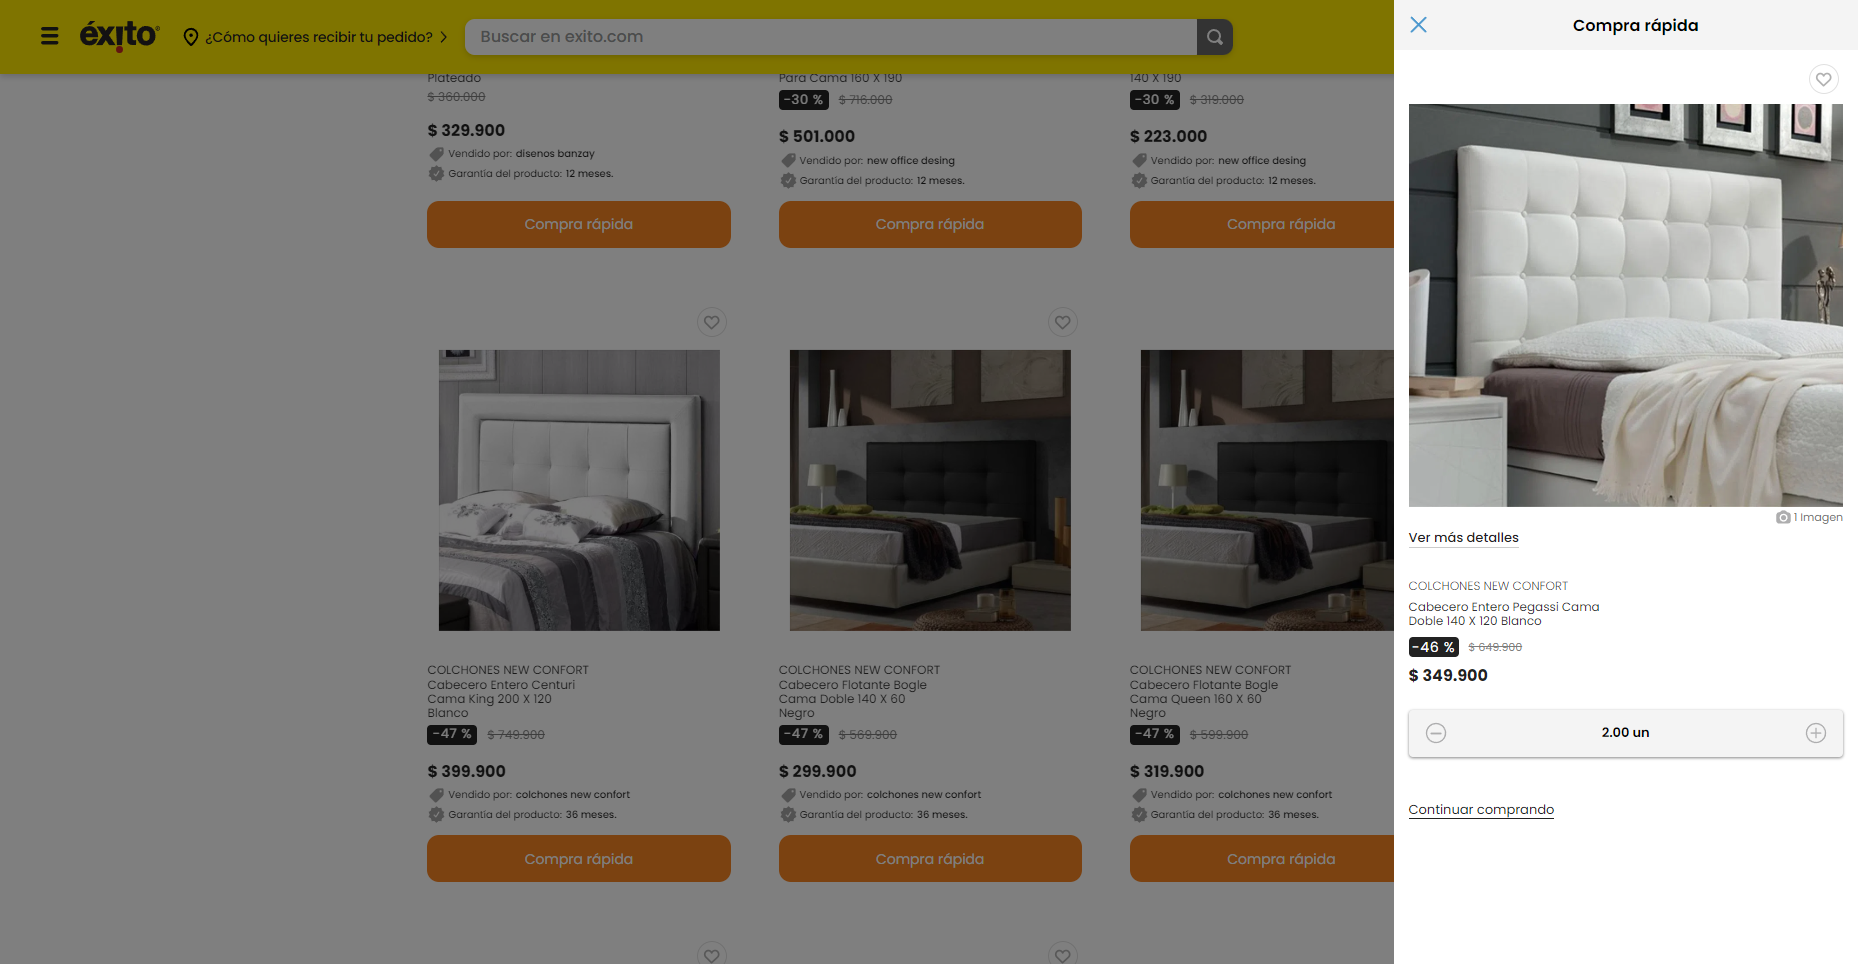 éxito
¿Cómo quieres recibir tu pedido?
Buscar en exito.com
Plateado
$ 360.000
$ 329.900
Vendido por: disenos banzay
Garantía del producto: 12 meses.
Compra rápida
Para Cama 160 X 190
-30 % $ 716.000
$ 501.000
Vendido por: new office desing
Garantía del producto: 12 meses.
Compra rápida
140 X 190
-30 % $ 319.000
$ 223.000
Vendido por: new office desing
Garantía del producto: 12 meses.
Compra rápida
COLCHONES NEW CONFORT
Cabecero Entero Centuri
Cama King 200 X 120
Blanco
-47 % $ 749.900
$ 399.900
Vendido por: colchones new confort
Garantía del producto: 36 meses.
Compra rápida
COLCHONES NEW CONFORT
Cabecero Flotante Bogle
Cama Doble 140 X 60
Negro
-47 % $ 569.900
$ 299.900
Vendido por: colchones new confort
Garantía del producto: 36 meses.
Compra rápida
COLCHONES NEW CONFORT
Cabecero Flotante Bogle
Cama Queen 160 X 60
Negro
-47 % $ 599.900
$ 319.900
Vendido por: colchones new confort
Garantía del producto: 36 meses.
Compra rápida
Compra rápida
1 Imagen
Ver más detalles
COLCHONES NEW CONFORT
Cabecero Entero Pegassi Cama
Doble 140 X 120 Blanco
-46 % $ 649.900
$ 349.900
2.00 un
Continuar comprando